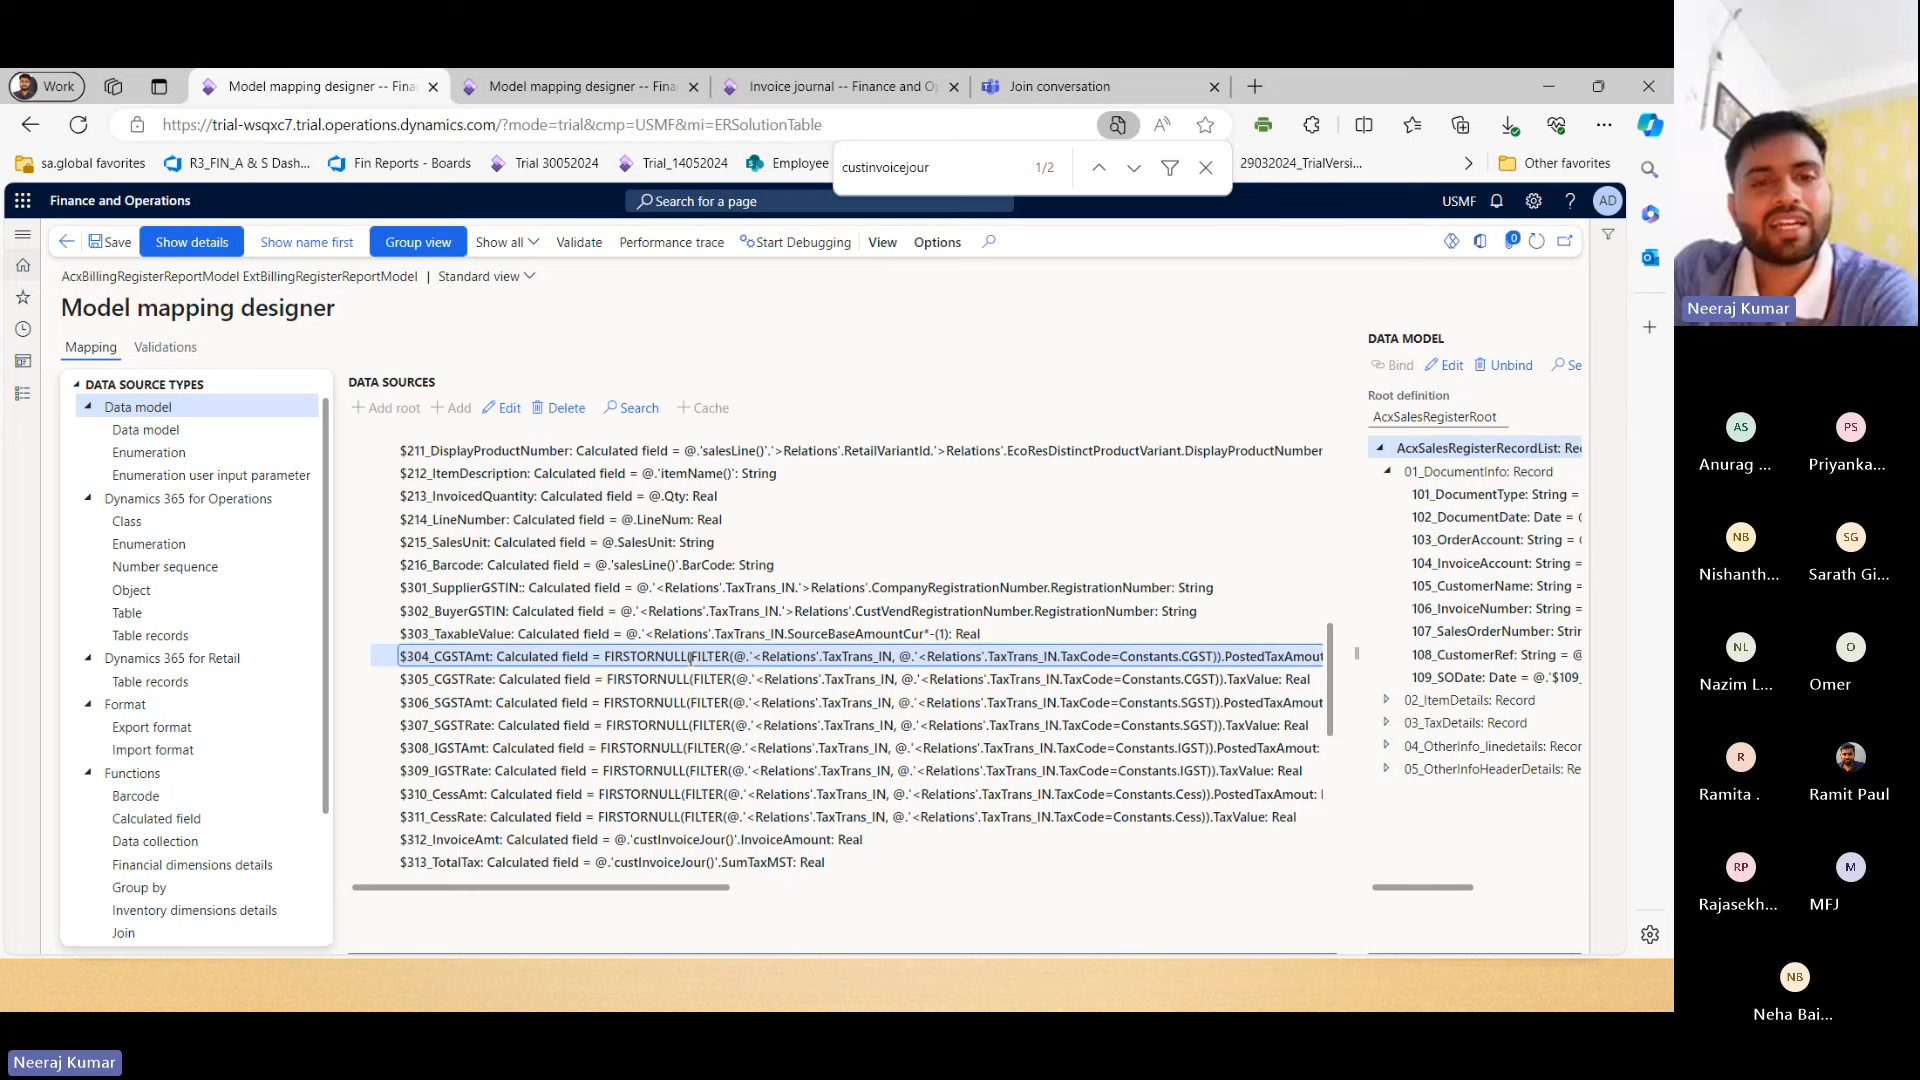 Work
Model mapping designer -- Fina
Model mapping designer -- Fina
Invoice journal -- Finance and O
Join conversation
https://trial-wsqxc7.trial.operations.dynamics.com/?mode=trial&cmp=USMF&mi=ERSolutionTable
custinvoicejour
1/2
sa.global favorites
R3_FIN_A & S Dash...
Fin Reports - Boards
Trial 30052024
Trial_14052024
Employee
29032024_TrialVersi...
Other favorites
Finance and Operations
Search for a page
USMF
AD
Save
Show details
Show name first
Group view
Show all
Validate
Performance trace
Start Debugging
View
Options
0
AcxBillingRegisterReportModel ExtBillingRegisterReportModel | Standard view
Model mapping designer
Mapping
Validations
DATA SOURCE TYPES
Data model
Data model
Enumeration
Enumeration user input parameter
Dynamics 365 for Operations
Class
Enumeration
Number sequence
Object
Table
Table records
Dynamics 365 for Retail
Table records
Format
Export format
Import format
Functions
Barcode
Calculated field
Data collection
Financial dimensions details
Group by
Inventory dimensions details
Join
DATA SOURCES
Add root
Add
Edit
Delete
Search
Cache
$211_DisplayProductNumber: Calculated field = @.'salesLine()'.'>Relations'.RetailVariantId.'>Relations'.EcoResDistinctProductVariant.DisplayProductNumber
$212_ItemDescription: Calculated field = @.'itemName()': String
$213_InvoicedQuantity: Calculated field = @.Qty: Real
$214_LineNumber: Calculated field = @.LineNum: Real
$215_SalesUnit: Calculated field = @.SalesUnit: String
$216_Barcode: Calculated field = @.'salesLine()'.BarCode: String
$301_SupplierGSTIN:: Calculated field = @.'<Relations'.TaxTrans_IN.'>Relations'.CompanyRegistrationNumber.RegistrationNumber: String
$302_BuyerGSTIN: Calculated field = @.'<Relations'.TaxTrans_IN.'>Relations'.CustVendRegistrationNumber.RegistrationNumber: String
$303_TaxableValue: Calculated field = @.'<Relations'.TaxTrans_IN.SourceBaseAmountCur*-(1): Real
$304_CGSTAmt: Calculated field = FIRSTORNULL(FILTER(@.'<Relations'.TaxTrans_IN, @.'<Relations'.TaxTrans_IN.TaxCode=Constants.CGST)).PostedTaxAmout
$305_CGSTRate: Calculated field = FIRSTORNULL(FILTER(@.'<Relations'.TaxTrans_IN, @.'<Relations'.TaxTrans_IN.TaxCode=Constants.CGST)).TaxValue: Real
$306_SGSTAmt: Calculated field = FIRSTORNULL(FILTER(@.'<Relations'.TaxTrans_IN, @.'<Relations'.TaxTrans_IN.TaxCode=Constants.SGST)).PostedTaxAmout
$307_SGSTRate: Calculated field = FIRSTORNULL(FILTER(@.'<Relations'.TaxTrans_IN, @.'<Relations'.TaxTrans_IN.TaxCode=Constants.SGST)).TaxValue: Real
$308_IGSTAmt: Calculated field = FIRSTORNULL(FILTER(@.'<Relations'.TaxTrans_IN, @.'<Relations'.TaxTrans_IN.TaxCode=Constants.IGST)).PostedTaxAmout:
$309_IGSTRate: Calculated field = FIRSTORNULL(FILTER(@.'<Relations'.TaxTrans_IN, @.'<Relations'.TaxTrans_IN.TaxCode=Constants.IGST)).TaxValue: Real
$310_CessAmt: Calculated field = FIRSTORNULL(FILTER(@.'<Relations'.TaxTrans_IN, @.'<Relations'.TaxTrans_IN.TaxCode=Constants.Cess)).PostedTaxAmout:
$311_CessRate: Calculated field = FIRSTORNULL(FILTER(@.'<Relations'.TaxTrans_IN, @.'<Relations'.TaxTrans_IN.TaxCode=Constants.Cess)).TaxValue: Real
$312_InvoiceAmt: Calculated field = @.'custInvoiceJour()'.InvoiceAmount: Real
$313_TotalTax: Calculated field = @.'custInvoiceJour()'.SumTaxMST: Real
DATA MODEL
Bind
Edit
Unbind
Se
Root definition
AcxSalesRegisterRoot
AcxSalesRegisterRecordList: Rec
01_DocumentInfo: Record
101_DocumentType: String =
102_DocumentDate: Date =
103_OrderAccount: String =
104_InvoiceAccount: String =
105_CustomerName: String =
106_InvoiceNumber: String =
107_SalesOrderNumber: Strin
108_CustomerRef: String = @
109_SODate: Date = @.'$109_
02_ItemDetails: Record
03_TaxDetails: Record
04_OtherInfo_linedetails: Recor
05_OtherInfoHeaderDetails: Re
Neeraj Kumar
AS
Anurag ...
PS
Priyanka...
NB
Nishanth...
SG
Sarath Gi...
NL
Nazim L...
O
Omer
R
Ramita .
Ramit Paul
RP
Rajasekh...
M
MFJ
NB
Neha Bai...
Neeraj Kumar